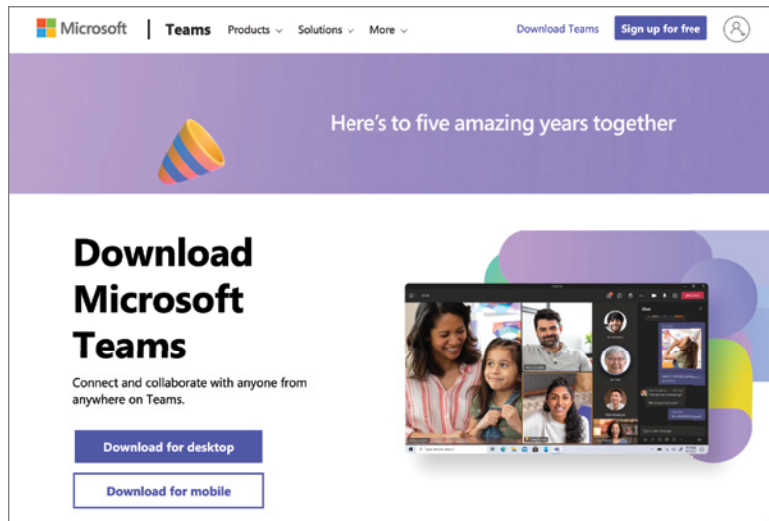 Microsoft | Teams Products Solutions More Download Teams Sign up for free
Here's to five amazing years together
Download
Microsoft
Teams
Connect and collaborate with anyone from
anywhere on Teams.
Chat
Download for desktop
Download for mobile